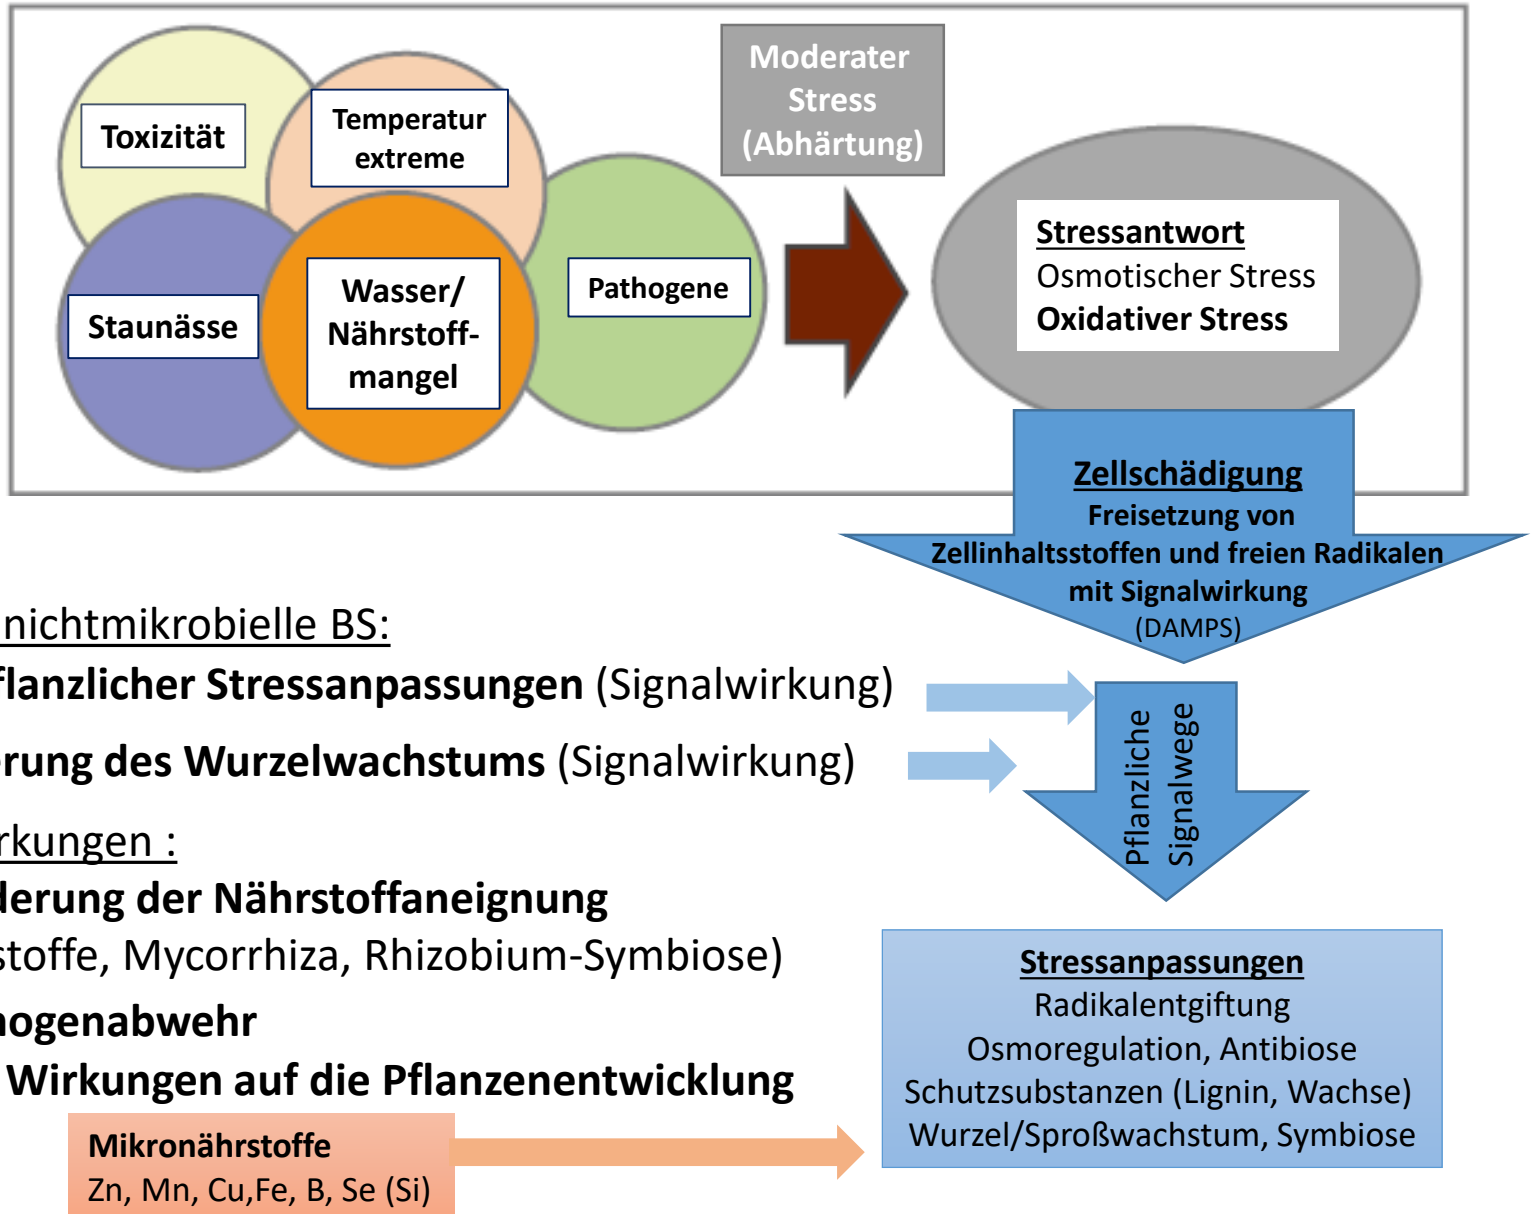 Toxizität
Temperatur
extreme
Staunässe
Wasser/
Nährstoff-
mangel
Pathogene
Moderater
Stress
(Abhärtung)
Stressantwort
Osmotischer Stress
Oxidativer Stress
Zellschädigung
Freisetzung von
Zellinhaltsstoffen und freien Radikalen
mit Signalwirkung
(DAMPS)
nichtmikrobielle BS:
flanzlicher Stressanpassungen (Signalwirkung)
erung des Wurzelwachstums (Signalwirkung)
rkungen :
derung der Nährstoffaneignung
stoffe, Mycorrhiza, Rhizobium-Symbiose)
hogenabwehr
Wirkungen auf die Pflanzenentwicklung
Pflanzliche
Signalwege
Stressanpassungen
Radikalentgiftung
Osmoregulation, Antibiose
Schutzsubstanzen (Lignin, Wachse)
Wurzel/Sproßwachstum, Symbiose
Mikronährstoffe
Zn, Mn, Cu,Fe, B, Se (Si)